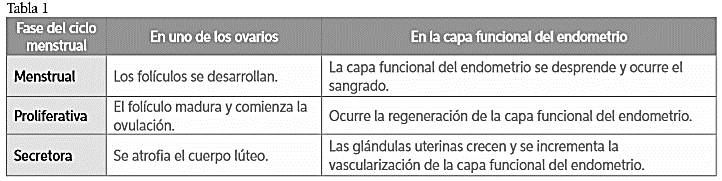 Tabla 1
Fase del ciclo menstrual | En uno de los ovarios | En la capa funcional del endometrio
Menstrual | Los folículos se desarrollan. | La capa funcional del endometrio se desprende y ocurre el sangrado.
Proliferativa | El folículo madura y comienza la ovulación. | Ocurre la regeneración de la capa funcional del endometrio.
Secretora | Se atrofia el cuerpo lúteo. | Las glándulas uterinas crecen y se incrementa la vascularización de la capa funcional del endometrio.